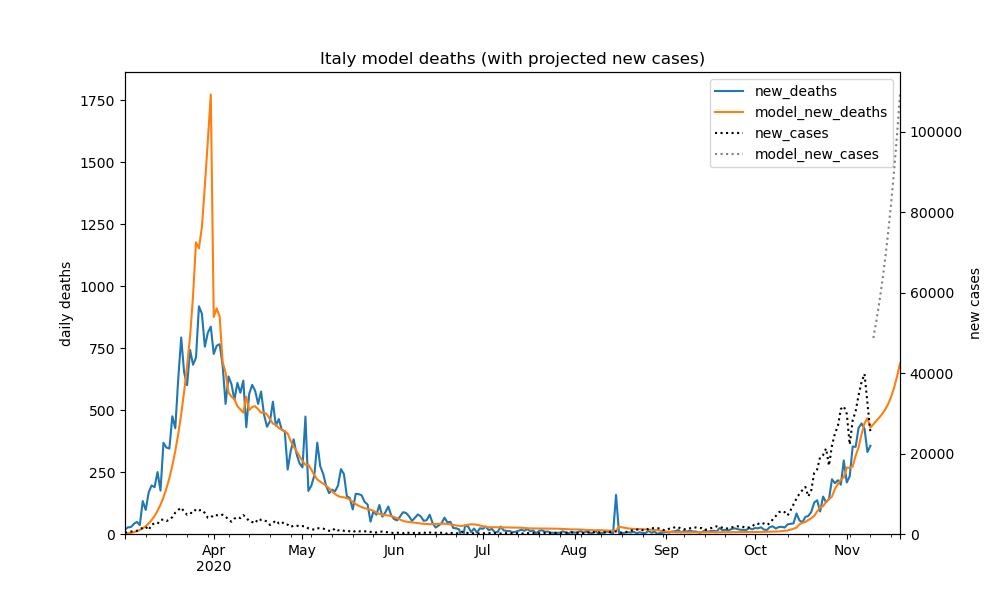 Italy model deaths (with projected new cases)
new_deaths
model_new_deaths
new_cases
model_new_cases
1750
1500
1250
1000
750
500
250
0
daily deaths
100000
80000
60000
40000
20000
0
new cases
Apr
2020
May
Jun
Jul
Aug
Sep
Oct
Nov